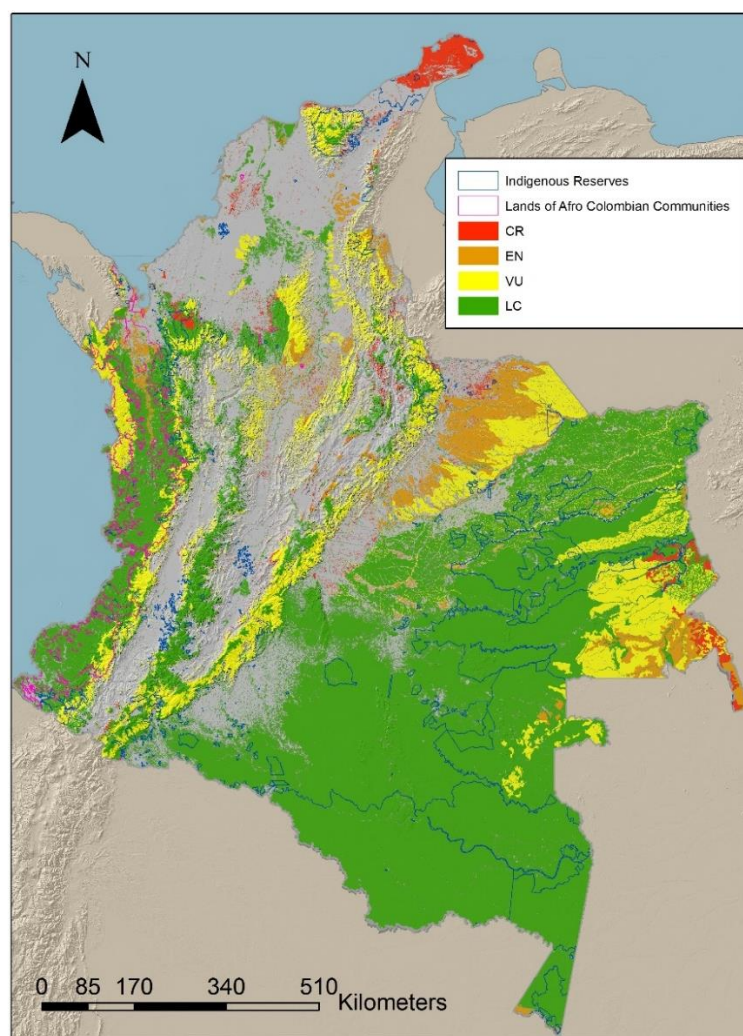 N
Indigenous Reserves
Lands of Afro Colombian Communities
CR
EN
VU
LC
0 85 170 340 510
Kilometers